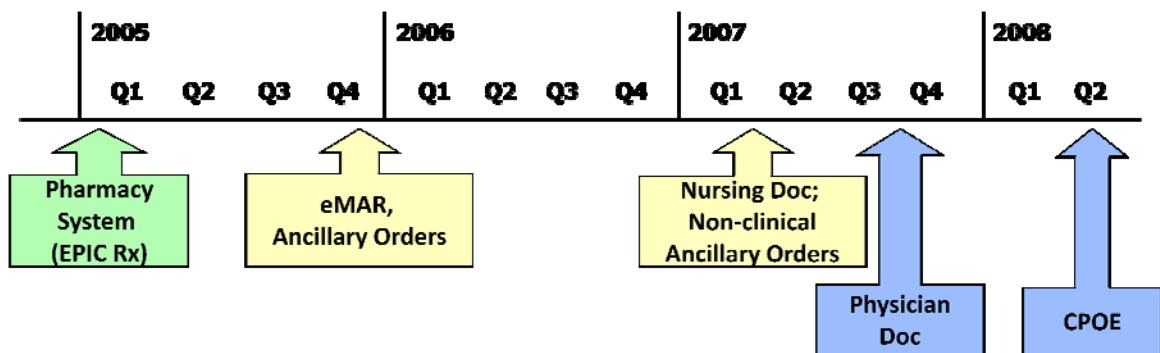 2005 2006 2007 2008
Q1 Q2 Q3 Q4 Q1 Q2 Q3 Q4 Q1 Q2 Q3 Q4 Q1 Q2
Pharmacy
System
(EPIC Rx)
eMAR,
Ancillary Orders
Nursing Doc;
Non-clinical
Ancillary Orders
Physician
Doc
CPOE